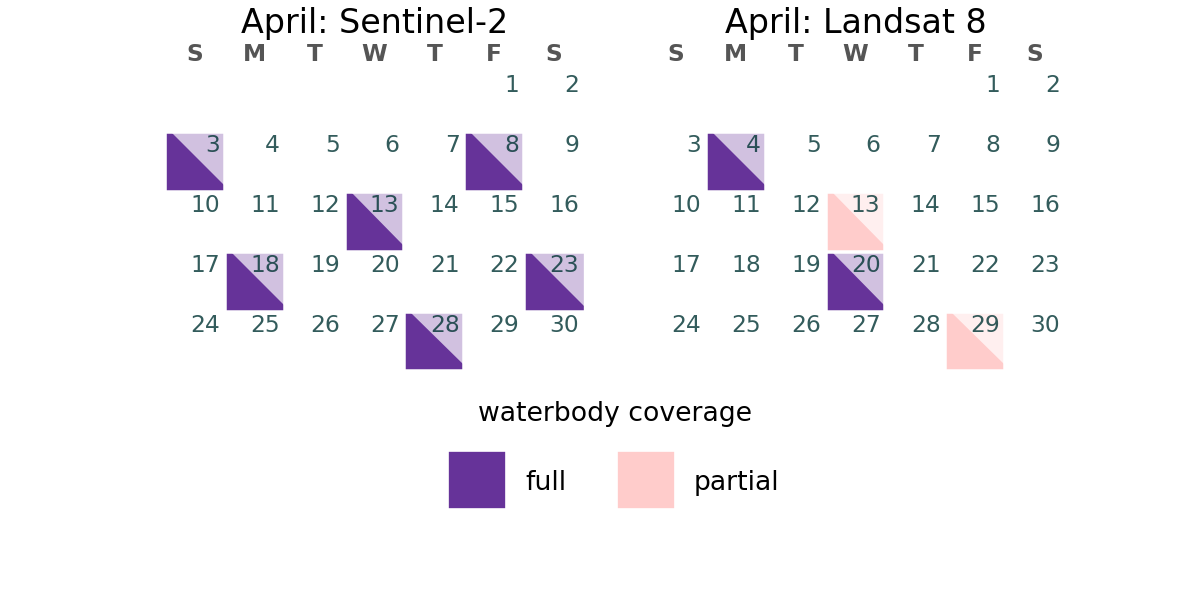 April: Sentinel-2
S M T W T F S
1 2
3 4 5 6 7 8 9
10 11 12 13 14 15 16
17 18 19 20 21 22 23
24 25 26 27 28 29 30
April: Landsat 8
S M T W T F S
1 2
3 4 5 6 7 8 9
10 11 12 13 14 15 16
17 18 19 20 21 22 23
24 25 26 27 28 29 30
waterbody coverage
full
partial